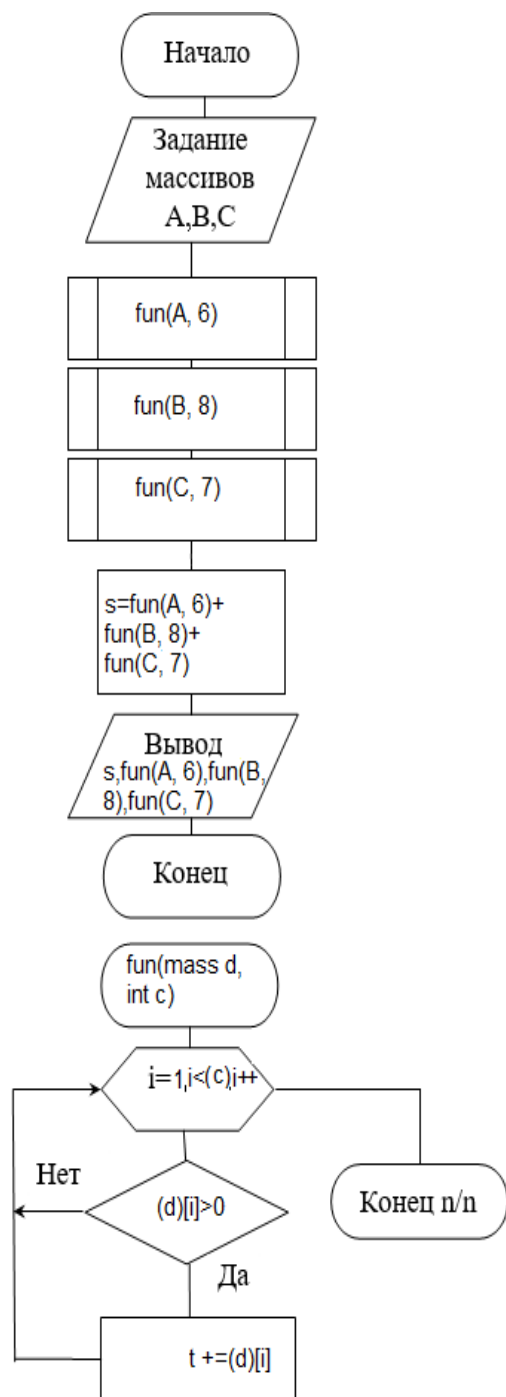 Начало
Задание
массивов
A,B,C
fun(A, 6)
fun(B, 8)
fun(C, 7)
s=fun(A, 6)+
fun(B, 8)+
fun(C, 7)
Вывод
s,fun(A, 6),fun(B,
8),fun(C, 7)
Конец
fun(mass d,
int c)
i=1,i<(c),i++
Нет
(d)[i]>0
Конец n/n
Да
t +=(d)[i]